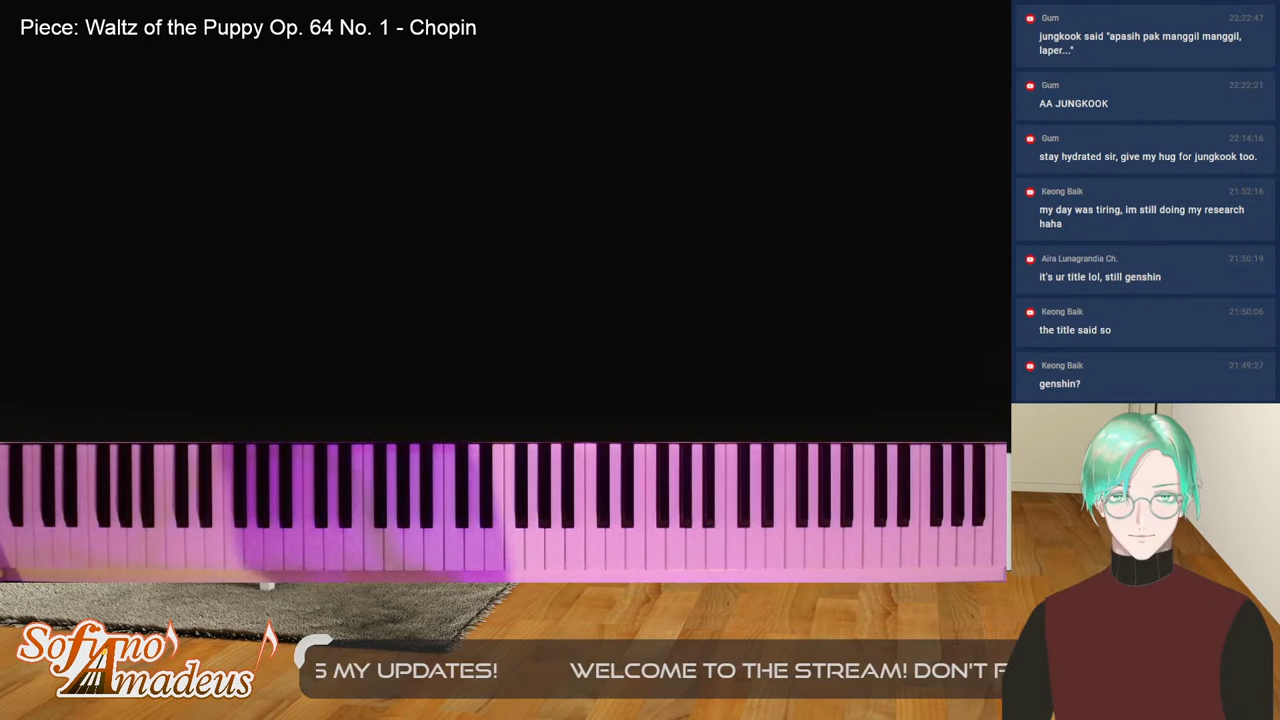 Piece: Waltz of the Puppy Op. 64 No. 1 - Chopin
Gum 22:22:47
jungkook said "apasih pak manggil manggil,
laper..."
Gum 22:22:21
AA JUNGKOOK
Gum 22:14:16
stay hydrated sir, give my hug for jungkook too.
Keong Baik 21:52:16
my day was tiring, im still doing my research
haha
Aira Lunagrandia Ch. 21:50:19
it's ur title lol, still genshin
Keong Baik 21:50:06
the title said so
Keong Baik 21:49:27
genshin?
Sofiano
Amadeus
S MY UPDATES! WELCOME TO THE STREAM! DON'T F